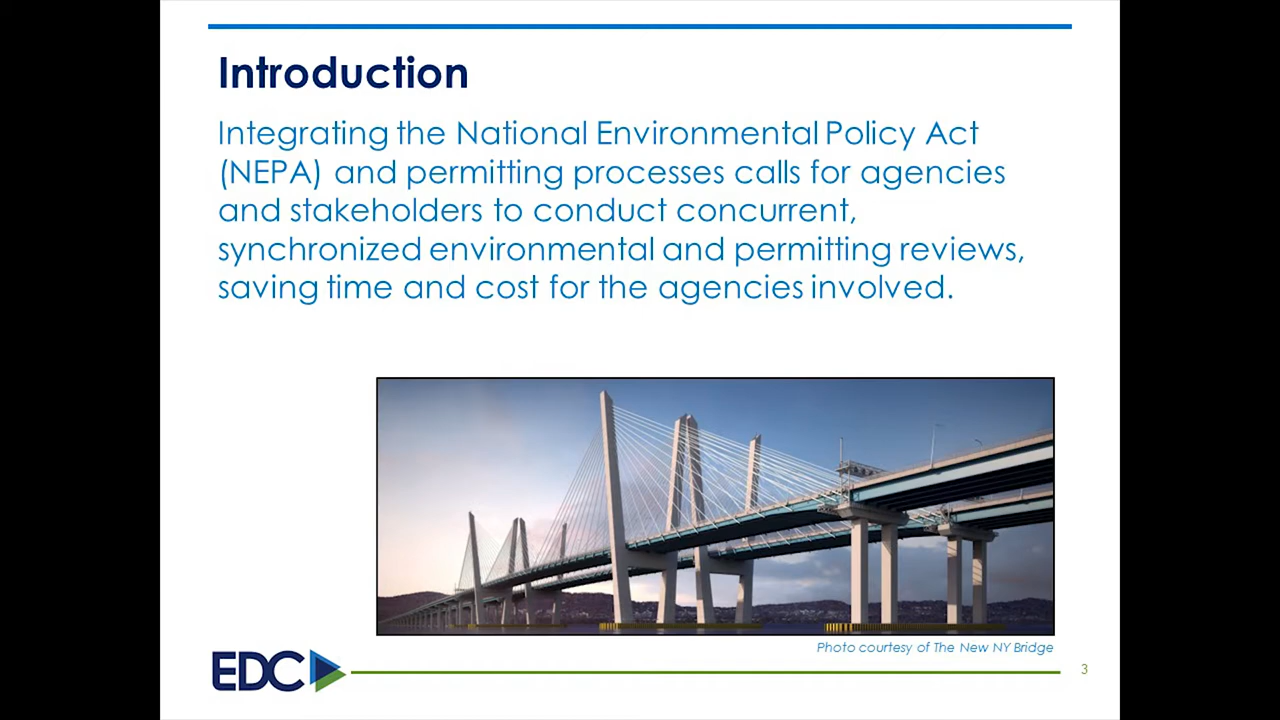 Introduction
Integrating the National Environmental Policy Act
(NEPA) and permitting processes calls for agencies
and stakeholders to conduct concurrent,
synchronized environmental and permitting reviews,
saving time and cost for the agencies involved.
Photo courtesy of The New NY Bridge
EDC
3